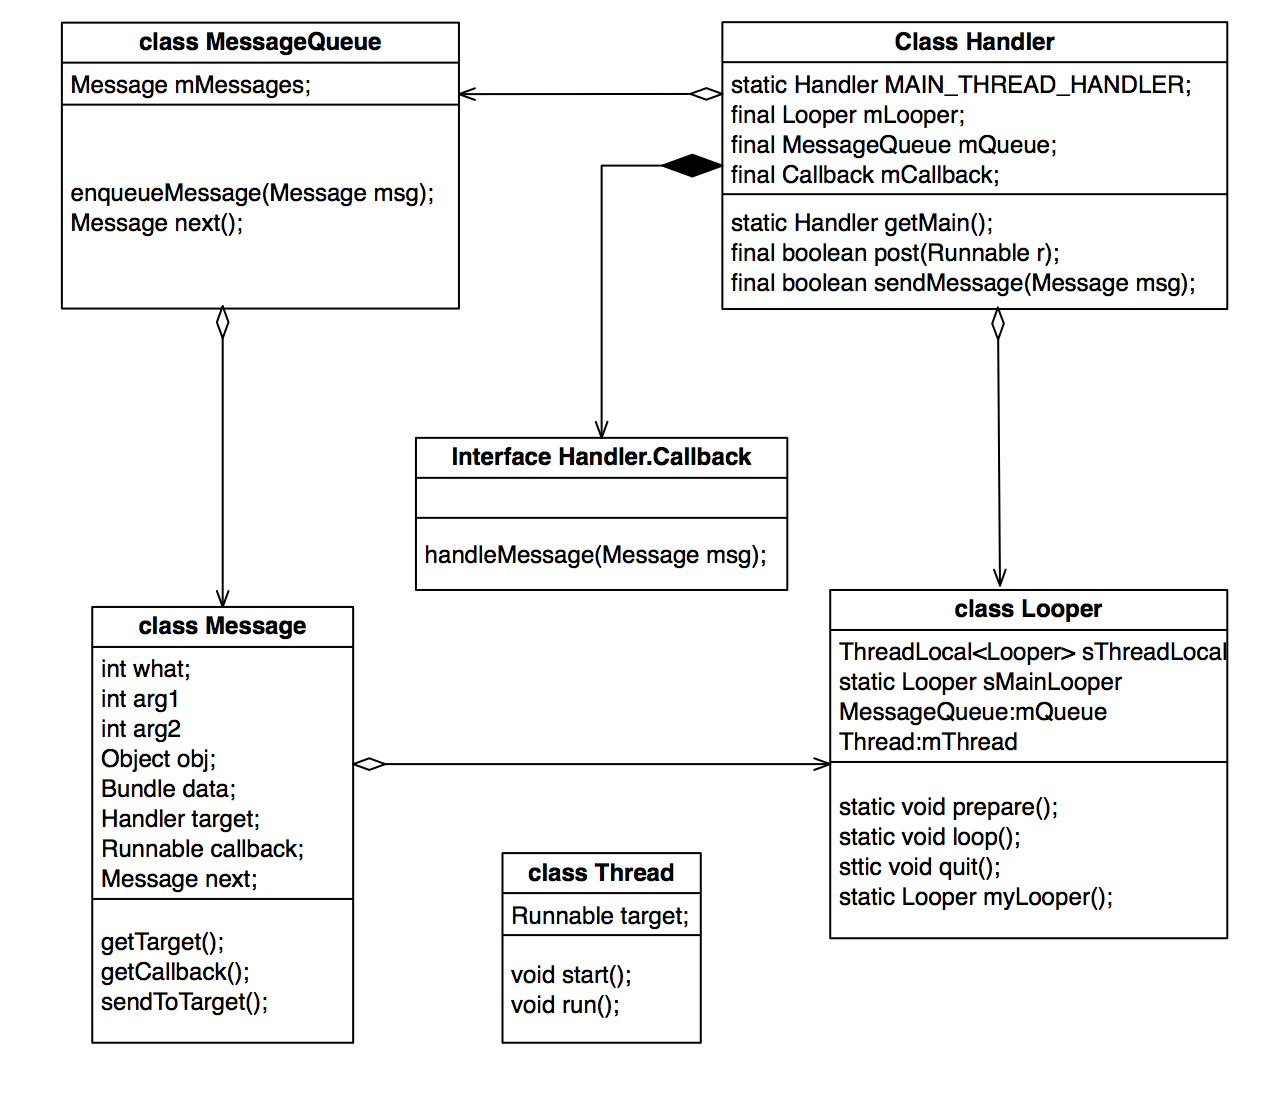 class MessageQueue
Message mMessages;
enqueueMessage(Message msg);
Message next();
Class Handler
static Handler MAIN_THREAD_HANDLER;
final Looper mLooper;
final MessageQueue mQueue;
final Callback mCallback;
static Handler getMain();
final boolean post(Runnable r);
final boolean sendMessage(Message msg);
Interface Handler.Callback
handleMessage(Message msg);
class Message
int what;
int arg1
int arg2
Object obj;
Bundle data;
Handler target;
Runnable callback;
Message next;
getTarget();
getCallback();
sendToTarget();
class Looper
ThreadLocal<Looper> sThreadLocal
static Looper sMainLooper
MessageQueue:mQueue
Thread:mThread
static void prepare();
static void loop();
sttic void quit();
static Looper myLooper();
class Thread
Runnable target;
void start();
void run();